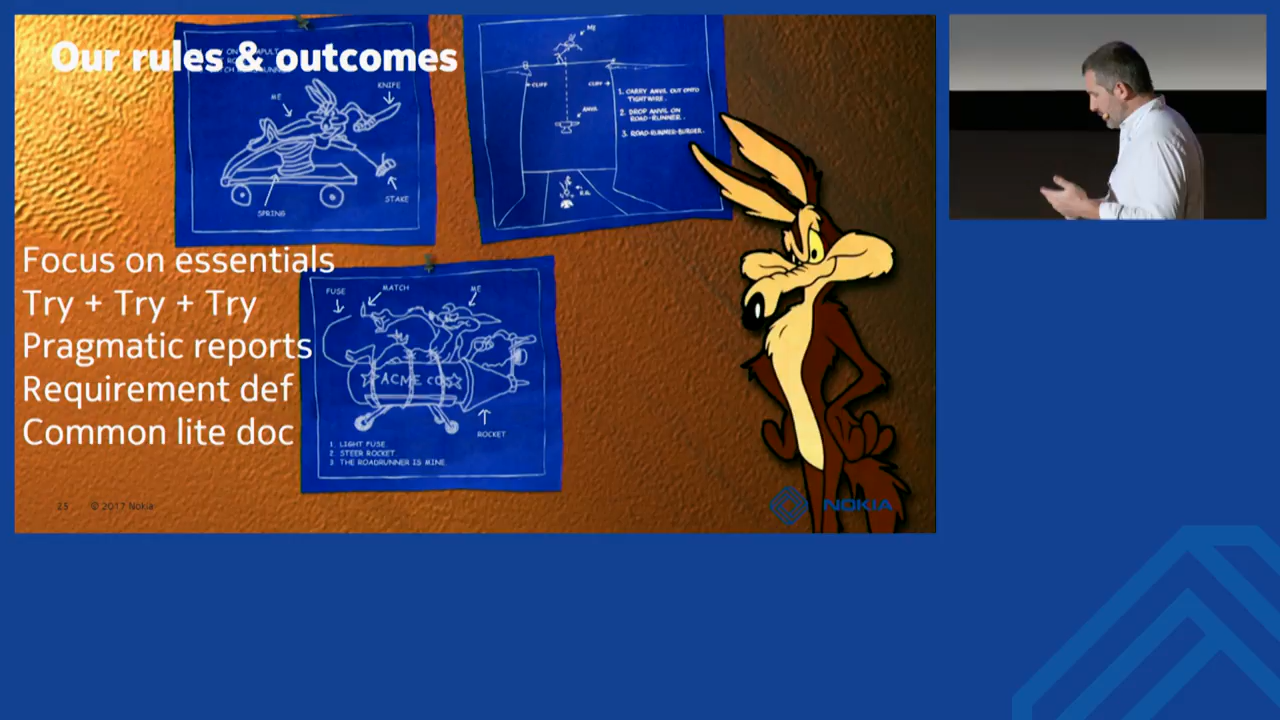 Our rules & outcomes
ME
KNIFE
SPRING
STAKE
ME
CLIFF
CLIFF
ANVIL
1. CARRY ANVIL OUT ONTO
TIGHTWIRE.
2. DROP ANVIL ON
ROAD-RUNNER.
3. ROAD-RUNNER-BURGER.
Focus on essentials
Try + Try + Try
Pragmatic reports
Requirement def
Common lite doc
FUSE
MATCH
ME
ACME CO
ROCKET
1. LIGHT FUSE
2. STEER ROCKET
3 THE ROADRUNNER IS MINE
25 © 2017 Nokia
NOKIA